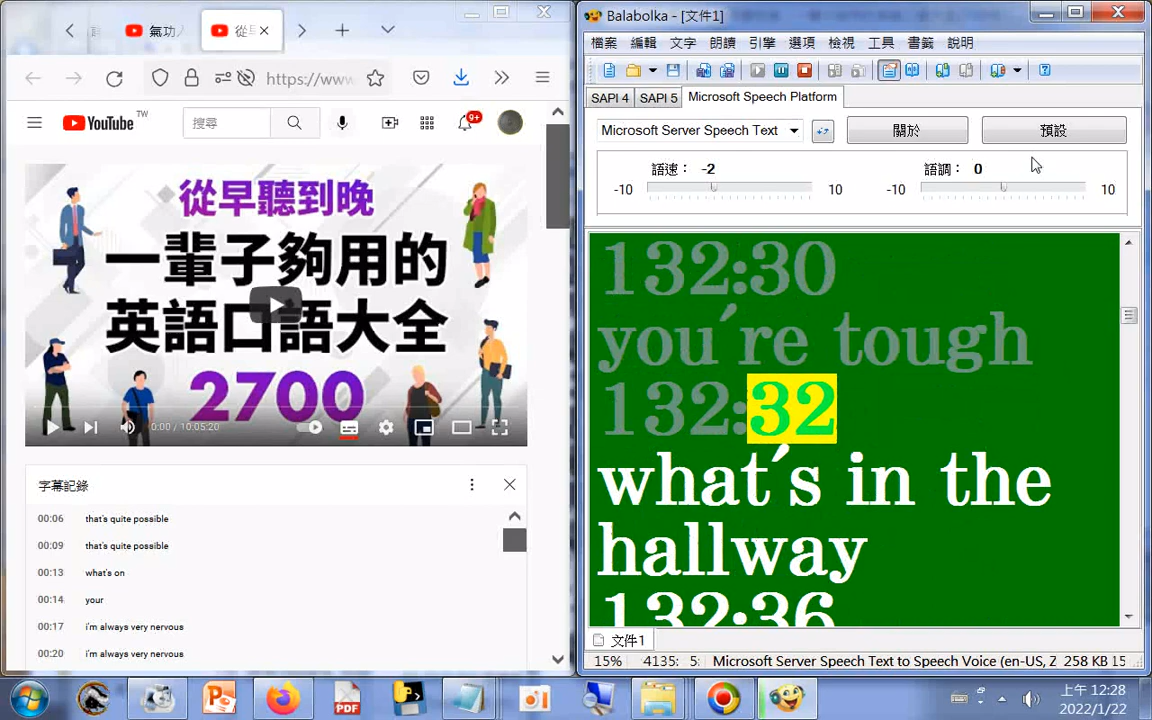 氣功
從
https://www
YouTube TW
搜尋
9+
從早聽到晚
一輩子夠用的
英語口語大全
2700
0:00 / 10:05:20
字幕記錄
00:06 that's quite possible
00:09 that's quite possible
00:13 what's on
00:14 your
00:17 i'm always very nervous
00:20 i'm always very nervous
Balabolka - [文件1]
檔案 編輯 文字 朗讀 引擎 選項 檢視 工具 書籤 說明
SAPI 4 SAPI 5 Microsoft Speech Platform
Microsoft Server Speech Text 關於 預設
語速： -2 語調： 0
-10 10 -10 10
132:30
you´re tough
132:32
what´s in the
hallway
132:36
文件1
15% 4135: 5: Microsoft Server Speech Text to Speech Voice (en-US, Z 258 KB 15
PDF
上午 12:28
2022/1/22